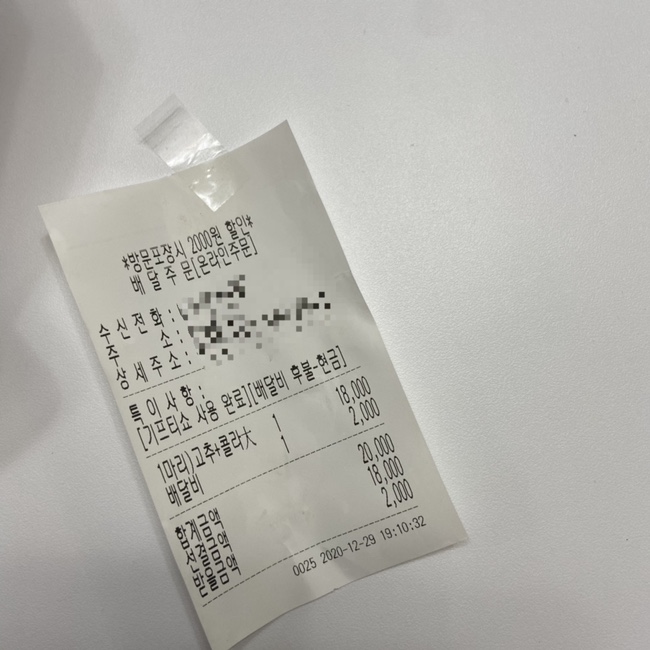 *방문포장시 2000원 할인*
배 달 주 문[온라인주문]
수 신 전 화 :
주 소 :
상 세 주 소 :
특 이 사 항 :
[기프티쇼 사용 완료][배달비 후불-현금]
1마리)고추+콜라大 1 18,000
배달비 1 2,000
합계금액 20,000
전 금액 18,000
받 금액 2,000
0025 2020-12-29 19:10:32